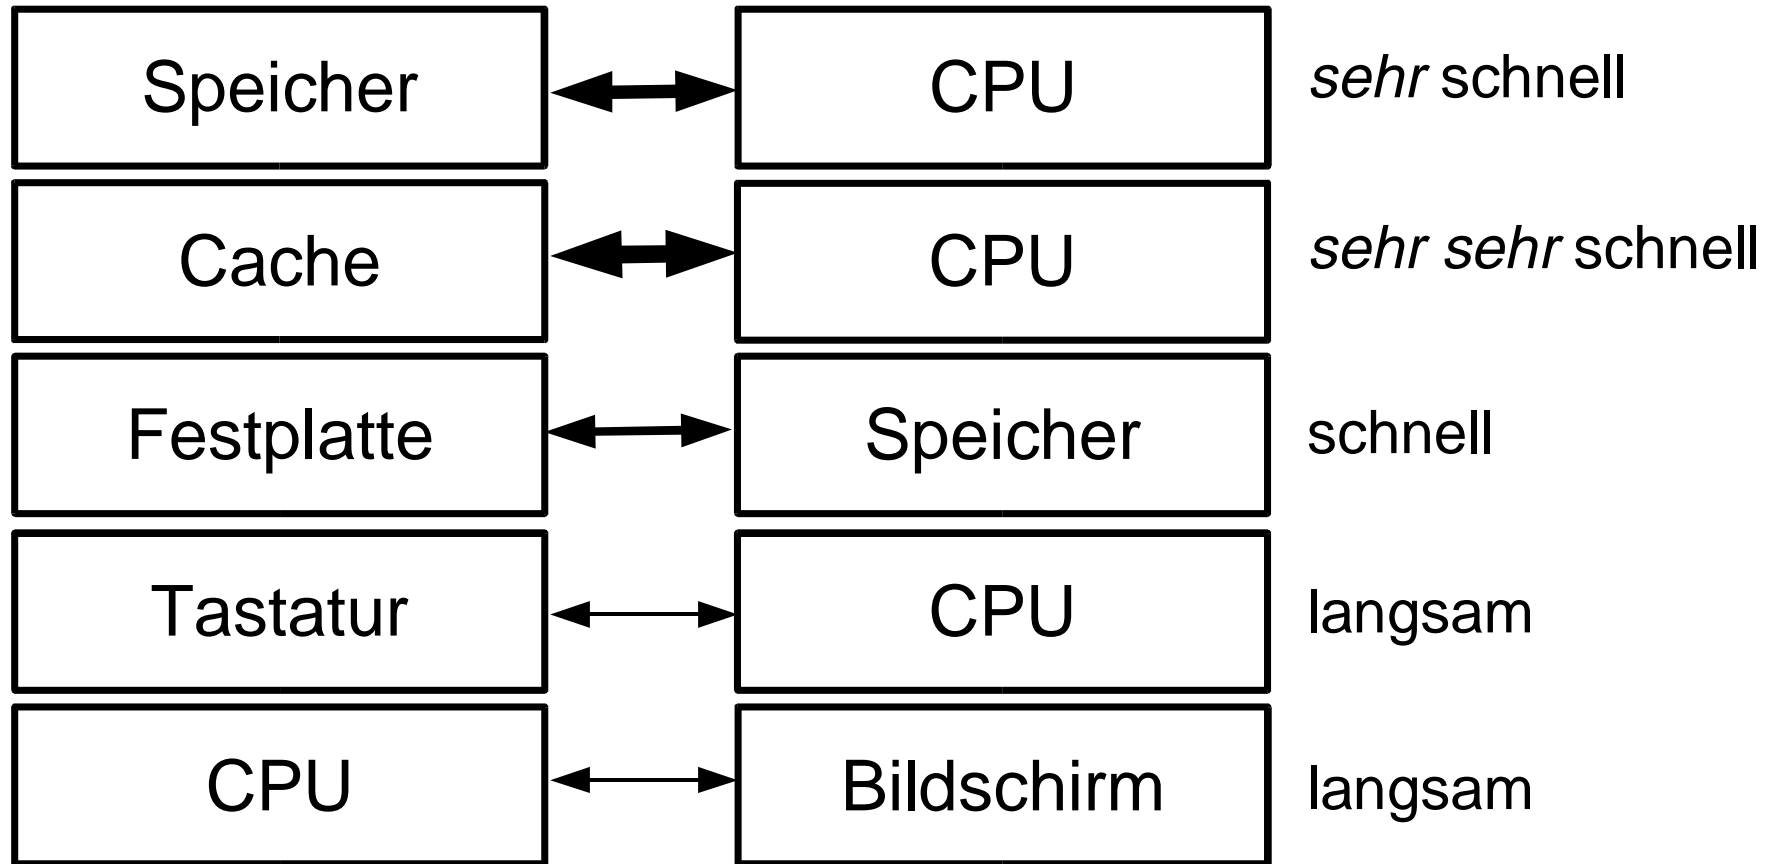 Speicher CPU sehr schnell
Cache CPU sehr sehr schnell
Festplatte Speicher schnell
Tastatur CPU langsam
CPU Bildschirm langsam